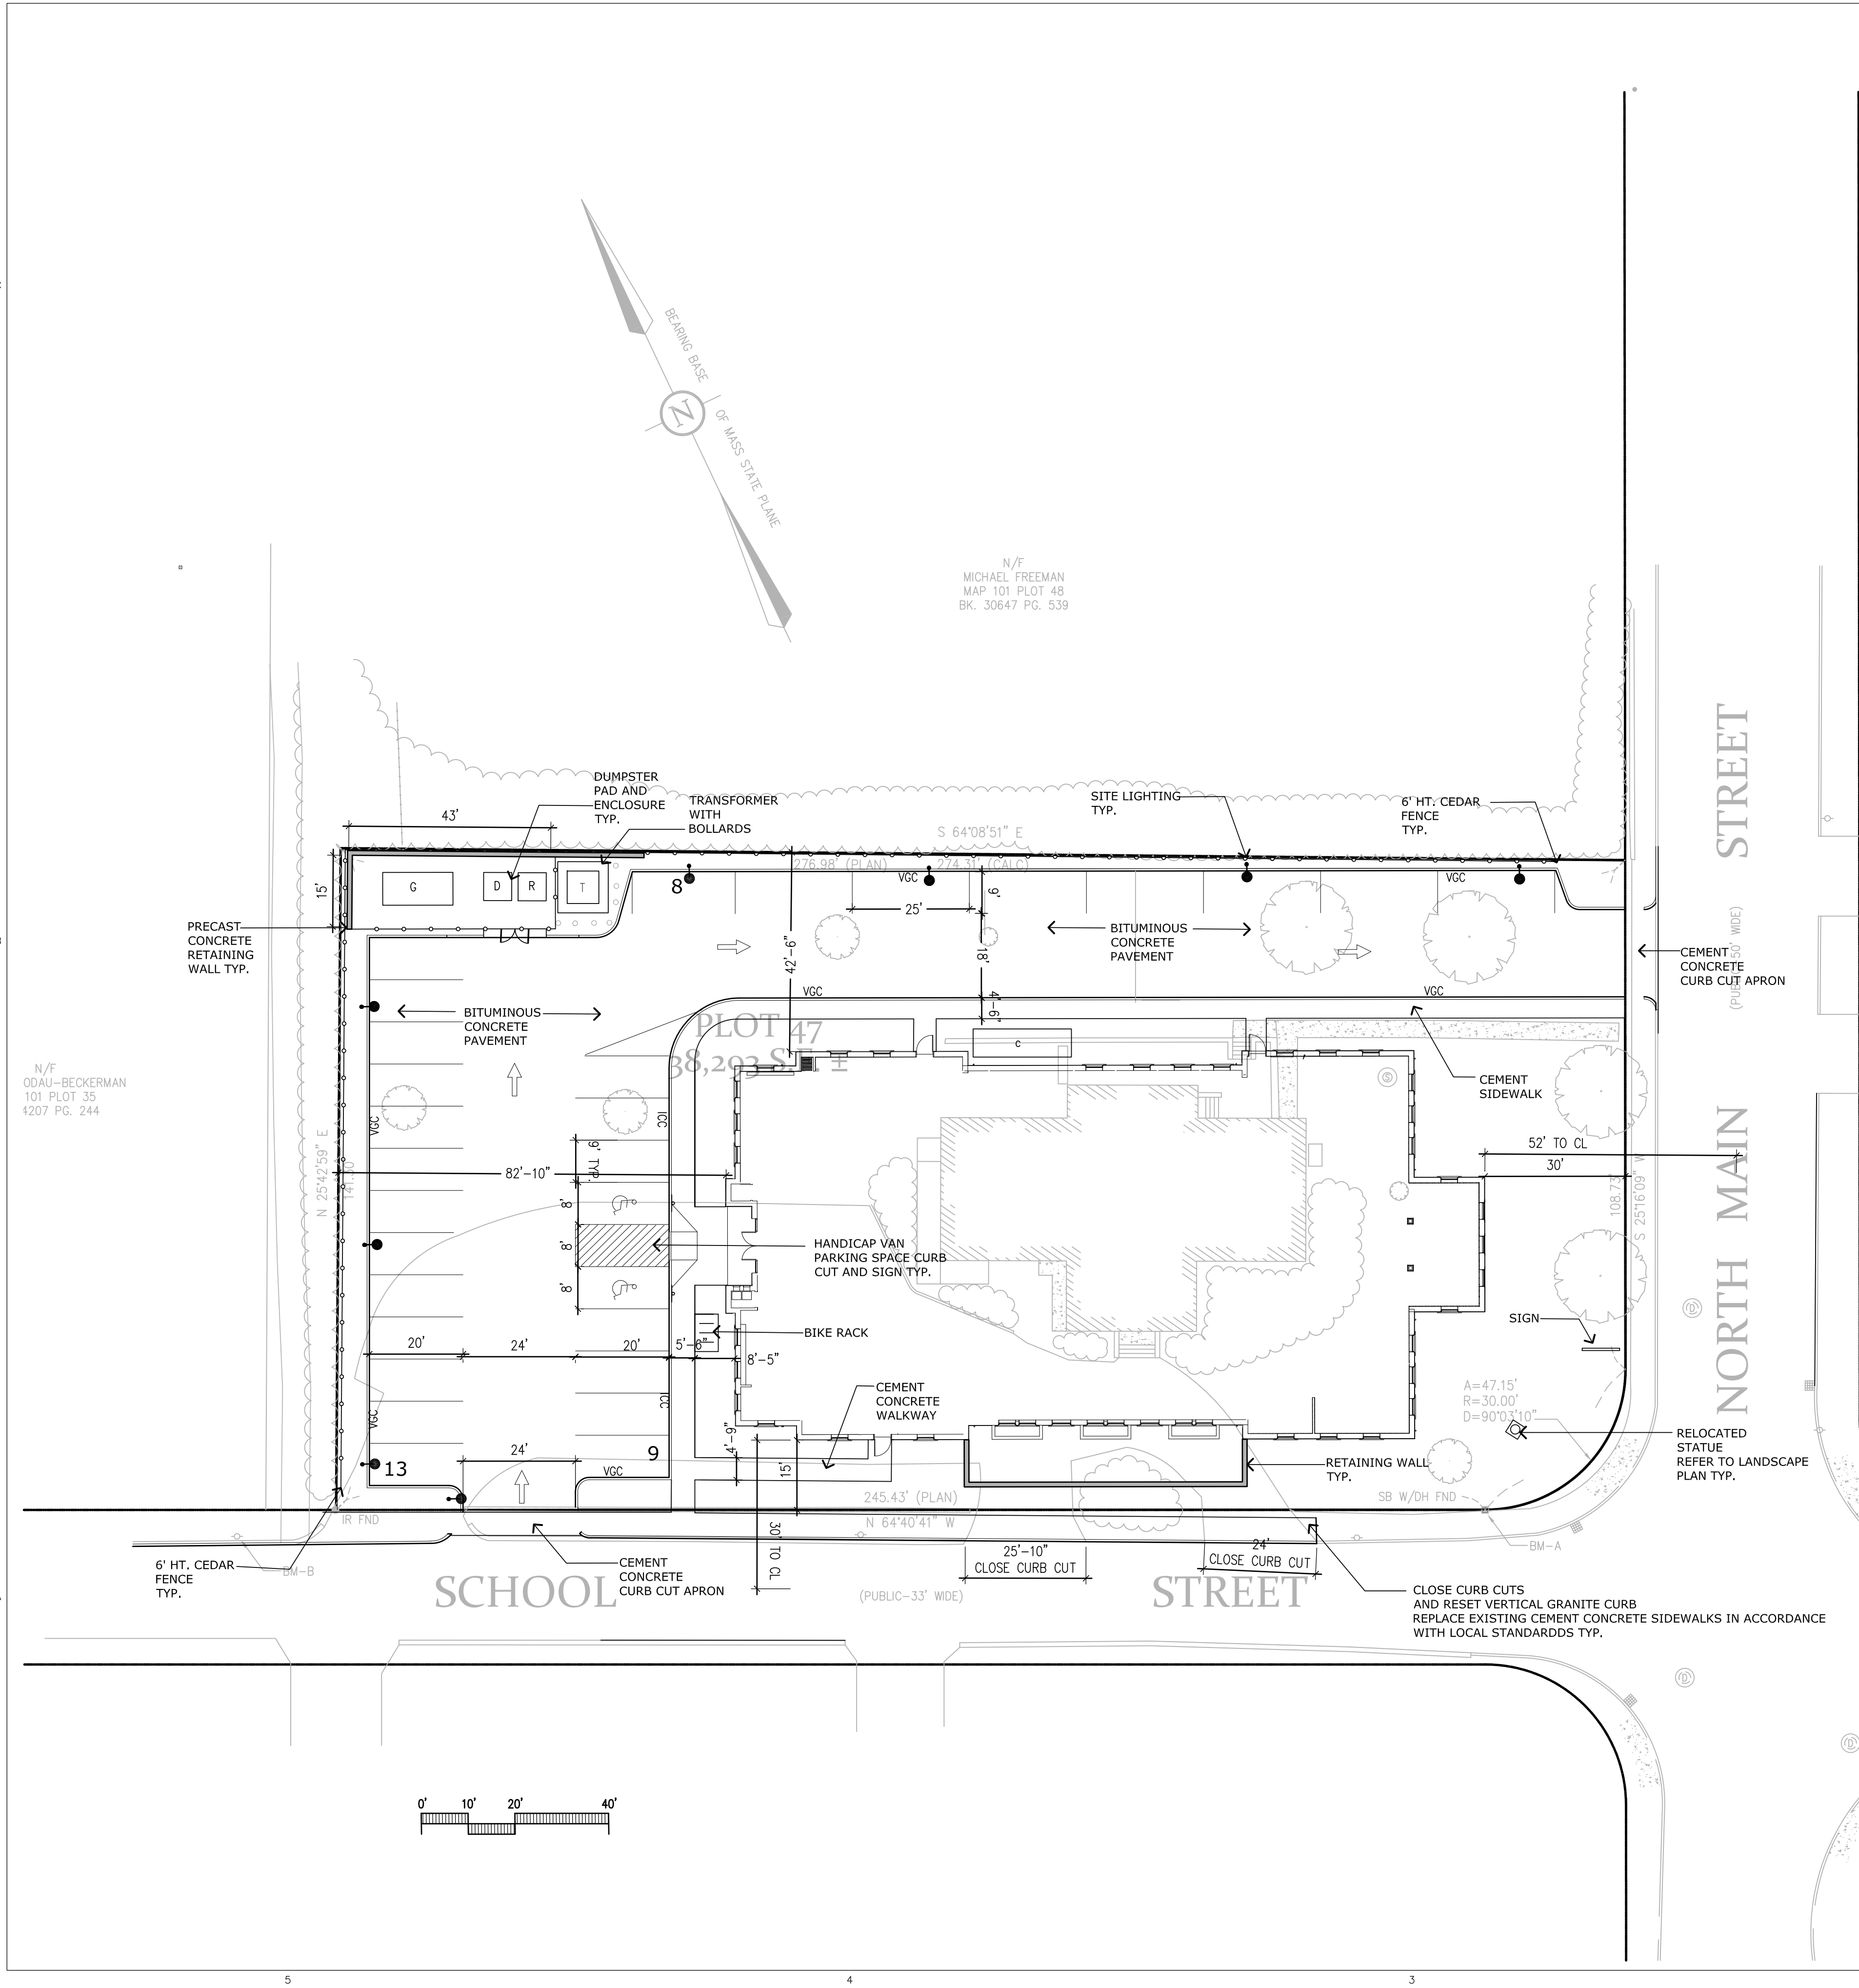 BEARING BASE
OF MASS STATE PLANE
N
N/F
MICHAEL FREEMAN
MAP 101 PLOT 48
BK. 30647 PG. 539
STREET
NORTH MAIN
(PUBLIC-50' WIDE)
DUMPSTER
PAD AND
ENCLOSURE
TYP.
TRANSFORMER
WITH
BOLLARDS
SITE LIGHTING
TYP.
6' HT. CEDAR
FENCE
TYP.
43'
S 64°08'51" E
276.98' (PLAN)
274.31' (CALC)
15'
G
D
R
T
8
VGC
VGC
9'
25'
18'
42'-6"
4'-6"
PRECAST
CONCRETE
RETAINING
WALL TYP.
BITUMINOUS
CONCRETE
PAVEMENT
CEMENT
CONCRETE
CURB CUT APRON
VGC
VGC
BITUMINOUS
CONCRETE
PAVEMENT
PLOT 47
38,293 S.F. ±
C
S
CEMENT
SIDEWALK
N/F
ODAU-BECKERMAN
101 PLOT 35
4207 PG. 244
VGC
ICC
N 25°42'59" E
141.50
82'-10"
9' TYP.
8'
8'
8'
HANDICAP VAN
PARKING SPACE CURB
CUT AND SIGN TYP.
52' TO CL
30'
108.73'
S 25°16'09" W
SIGN
BIKE RACK
20'
24'
20'
5'-6"
8'-5"
D
CEMENT
CONCRETE
WALKWAY
A=47.15'
R=30.00'
D=90°03'10"
RELOCATED
STATUE
REFER TO LANDSCAPE
PLAN TYP.
VGC
ICC
9
24'
4'-9"
15'
13
VGC
RETAINING WALL
TYP.
245.43' (PLAN)
N 64°40'41" W
SB W/DH FND
IR FND
BM-B
BM-A
30' TO CL
6' HT. CEDAR
FENCE
TYP.
CEMENT
CONCRETE
CURB CUT APRON
25'-10"
CLOSE CURB CUT
24'
CLOSE CURB CUT
SCHOOL STREET
(PUBLIC-33' WIDE)
CLOSE CURB CUTS
AND RESET VERTICAL GRANITE CURB
REPLACE EXISTING CEMENT CONCRETE SIDEWALKS IN ACCORDANCE
WITH LOCAL STANDARDDS TYP.
D
D
0' 10' 20' 40'
5 4 3